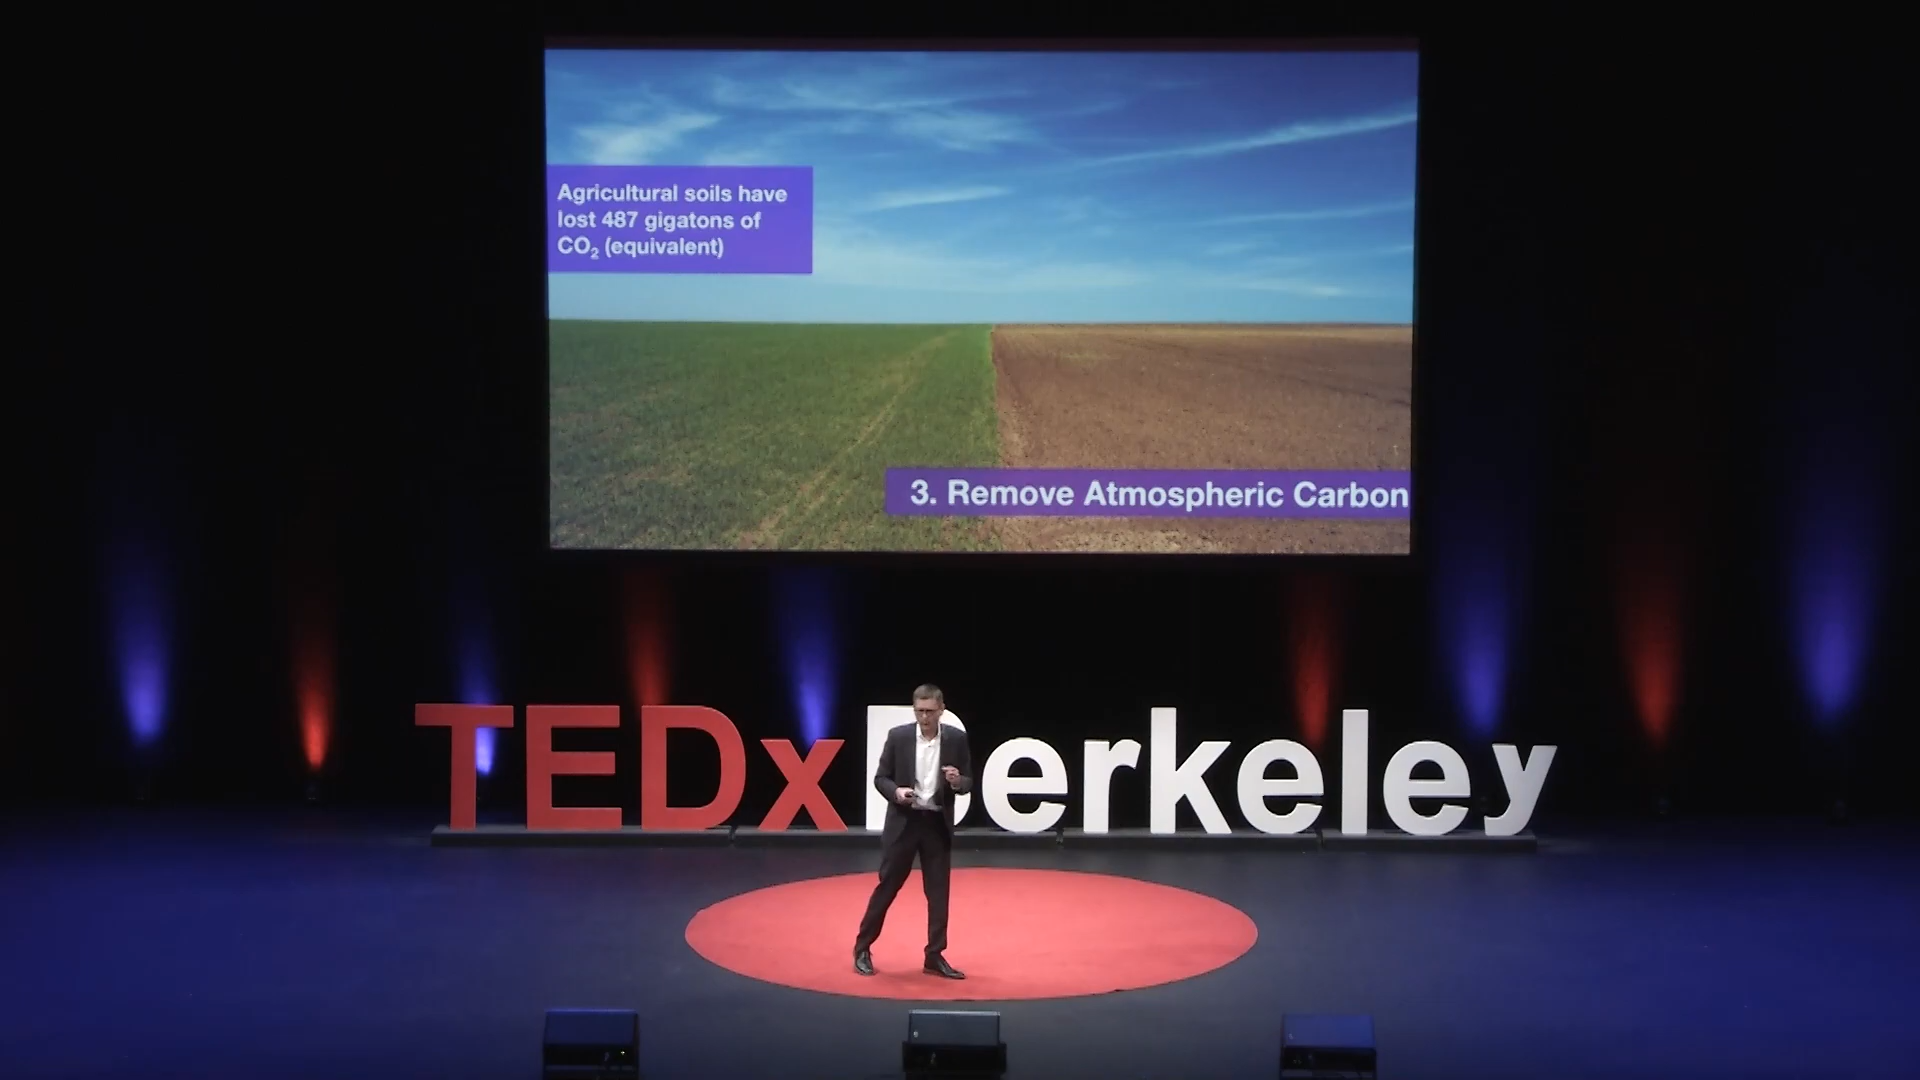 Agricultural soils have
lost 487 gigatons of
CO₂ (equivalent)
3. Remove Atmospheric Carbon
TEDxBerkeley